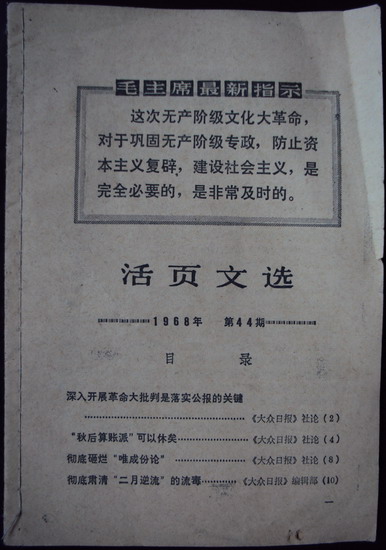 毛主席最新指示
这次无产阶级文化大革命，
对于巩固无产阶级专政，防止资
本主义复辟，建设社会主义，是
完全必要的，是非常及时的。
活页文选
1968年 第44期
目录
深入开展革命大批判是落实公报的关键
《大众日报》社论（2）
“秋后算账派”可以休矣《大众日报》社论（4）
彻底砸烂“唯成份论”《大众日报》社论（8）
彻底肃清“二月逆流”的流毒《大众日报》编辑部（10）